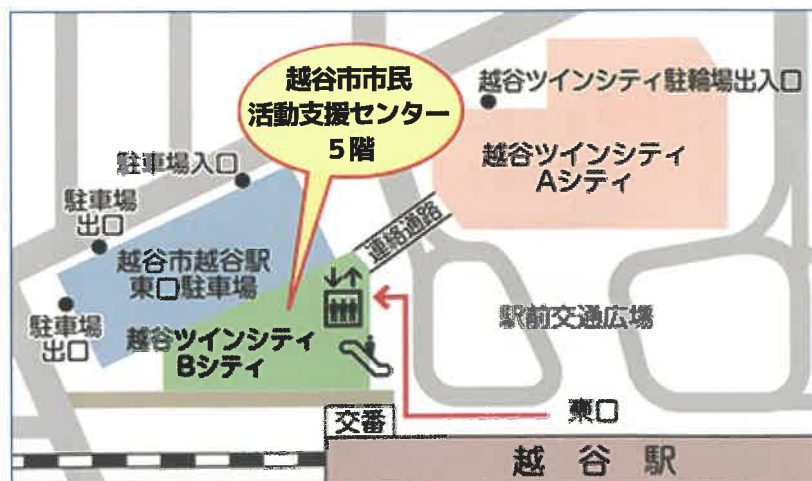 越谷市市民
活動支援センター
5階
越谷ツインシティ駐輪場出入口
越谷ツインシティ
Aシティ
駐車場入口
駐車場
出口
連絡通路
越谷市越谷駅
東口駐車場
駐車場
出口
越谷ツインシティ
Bシティ
駅前交通広場
東口
交番
越谷駅